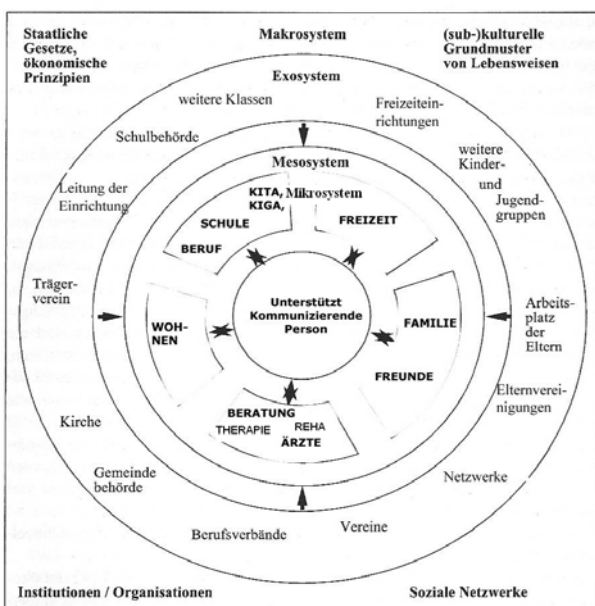 Staatliche
Gesetze,
ökonomische
Prinzipien
Makrosystem
(sub-)kulturelle
Grundmuster
von Lebensweisen
Exosystem
weitere Klassen
Freizeitein-
richtungen
Schulbehörde
weitere
Kinder-
und
Jugend-
gruppen
Mesosystem
Leitung der
Einrichtung
KITA,
KIGA,
Mikrosystem
SCHULE
BERUF
FREIZEIT
Träger-
verein
WOH-
NEN
Unterstützt
Kommunizierende
Person
FAMILIE
FREUNDE
Arbeits-
platz
der
Eltern
BERATUNG
THERAPIE
REHA
ÄRZTE
Elternverei-
nigungen
Kirche
Gemeinde
behörde
Netzwerke
Berufsverbände
Vereine
Institutionen / Organisationen
Soziale Netzwerke